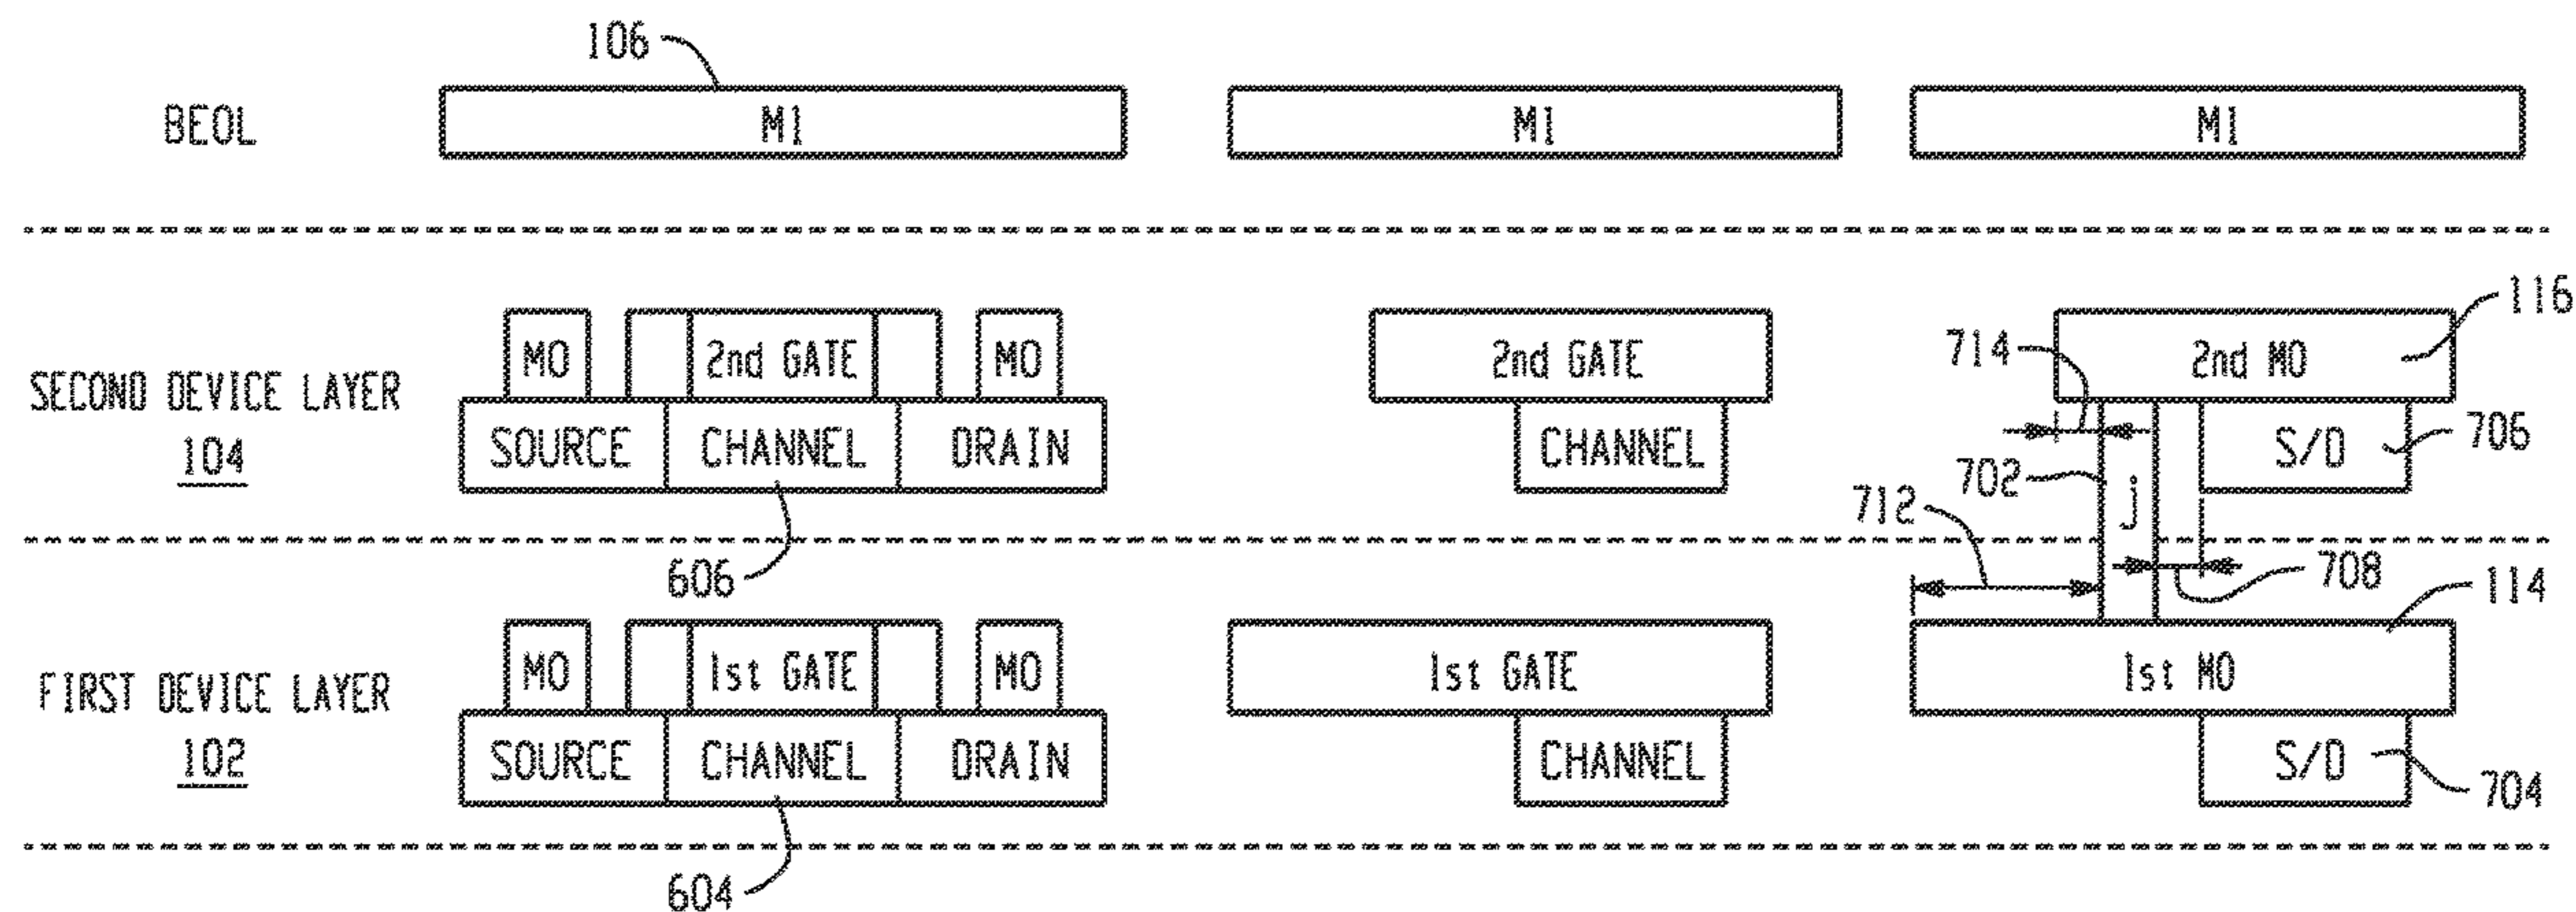 106
BEOL M1 M1 M1
116
714
MO 2nd GATE MO 2nd GATE 2nd MO
SECOND DEVICE LAYER
104
SOURCE CHANNEL DRAIN CHANNEL S/D 706
702
712 j
606 708 114
MO 1st GATE MO 1st GATE 1st MO
FIRST DEVICE LAYER
102
SOURCE CHANNEL DRAIN CHANNEL S/D
704
604